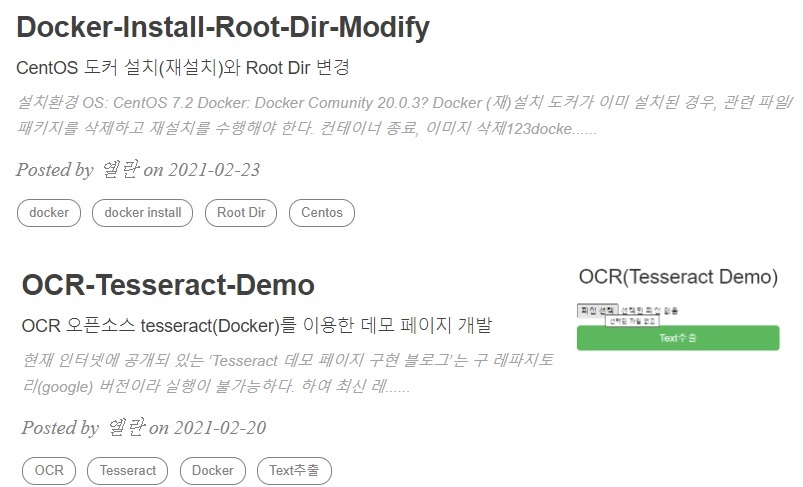 Docker-Install-Root-Dir-Modify
CentOS 도커 설치(재설치)와 Root Dir 변경
설치환경 OS: CentOS 7.2 Docker: Docker Comunity 20.0.3? Docker (재)설치 도커가 이미 설치된 경우, 관련 파일/
패키지를 삭제하고 재설치를 수행해야 한다. 컨테이너 종료, 이미지 삭제123docke......
Posted by 옐란 on 2021-02-23
docker docker install Root Dir Centos
OCR-Tesseract-Demo
OCR 오픈소스 tesseract(Docker)를 이용한 데모 페이지 개발
현재 인터넷에 공개되 있는 ‘Tesseract 데모 페이지 구현 블로그’는 구 레파지토
리(google) 버전이라 실행이 불가능하다. 하여 최신 레......
Posted by 옐란 on 2021-02-20
OCR Tesseract Docker Text추출
OCR(Tesseract Demo)
파일 선택 선택된 파일 없음
선택된 파일 없음
Text추출